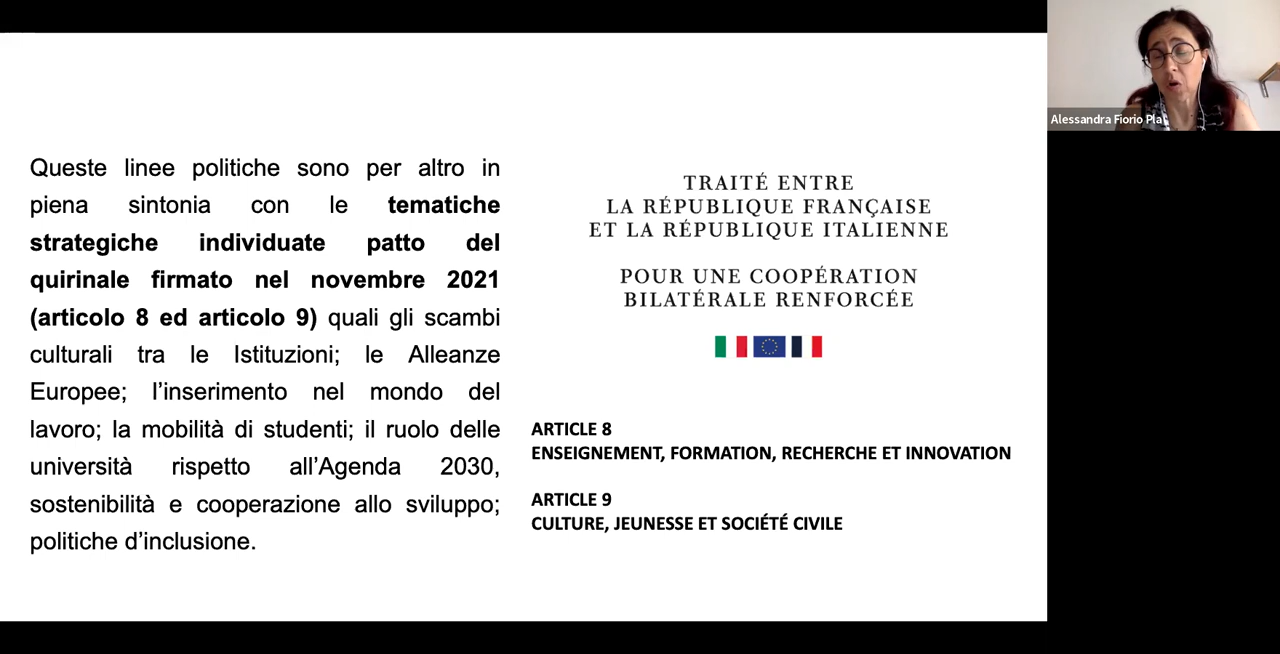 Queste linee politiche sono per altro in
piena sintonia con le tematiche
strategiche individuate patto del
quirinale firmato nel novembre 2021
(articolo 8 ed articolo 9) quali gli scambi
culturali tra le Istituzioni; le Alleanze
Europee; l’inserimento nel mondo del
lavoro; la mobilità di studenti; il ruolo delle
università rispetto all’Agenda 2030,
sostenibilità e cooperazione allo sviluppo;
politiche d’inclusione.
TRAITÉ ENTRE
LA RÉPUBLIQUE FRANÇAISE
ET LA RÉPUBLIQUE ITALIENNE
POUR UNE COOPÉRATION
BILATÉRALE RENFORCÉE
ARTICLE 8
ENSEIGNEMENT, FORMATION, RECHERCHE ET INNOVATION
ARTICLE 9
CULTURE, JEUNESSE ET SOCIÉTÉ CIVILE
Alessandra Fiorio Pla